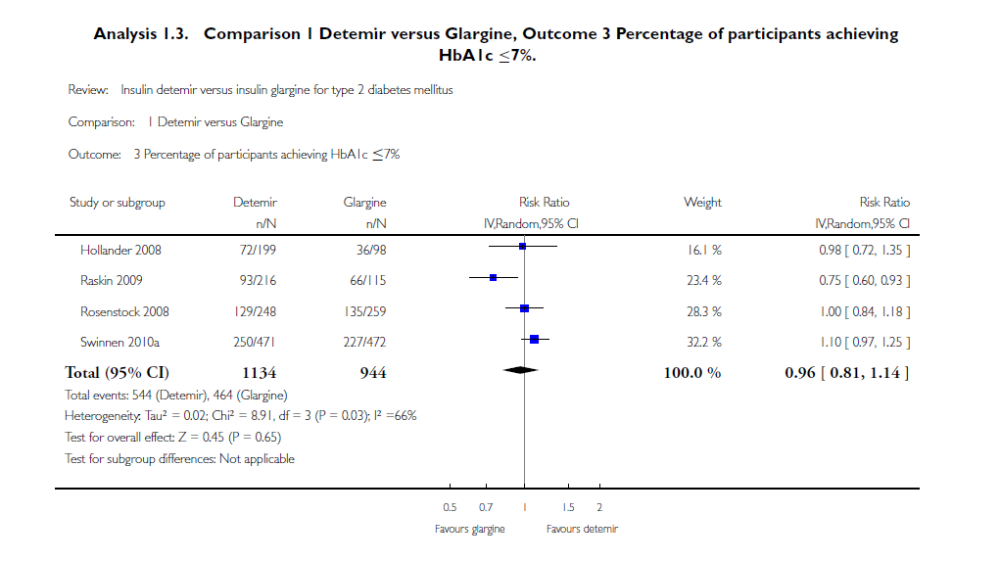 Analysis 1.3. Comparison 1 Detemir versus Glargine, Outcome 3 Percentage of participants achieving
HbA1c ≤7%.
Review: Insulin detemir versus insulin glargine for type 2 diabetes mellitus
Comparison: 1 Detemir versus Glargine
Outcome: 3 Percentage of participants achieving HbA1c ≤7%
Study or subgroup Detemir Glargine Risk Ratio Weight Risk Ratio
n/N n/N IV,Random,95% CI IV,Random,95% CI
Hollander 2008 72/199 36/98 16.1 % 0.98 [ 0.72, 1.35 ]
Raskin 2009 93/216 66/115 23.4 % 0.75 [ 0.60, 0.93 ]
Rosenstock 2008 129/248 135/259 28.3 % 1.00 [ 0.84, 1.18 ]
Swinnen 2010a 250/471 227/472 32.2 % 1.10 [ 0.97, 1.25 ]
Total (95% CI) 1134 944 100.0 % 0.96 [ 0.81, 1.14 ]
Total events: 544 (Detemir), 464 (Glargine)
Heterogeneity: Tau² = 0.02; Chi² = 8.91, df = 3 (P = 0.03); I² =66%
Test for overall effect: Z = 0.45 (P = 0.65)
Test for subgroup differences: Not applicable
0.5 0.7 1 1.5 2
Favours glargine Favours detemir